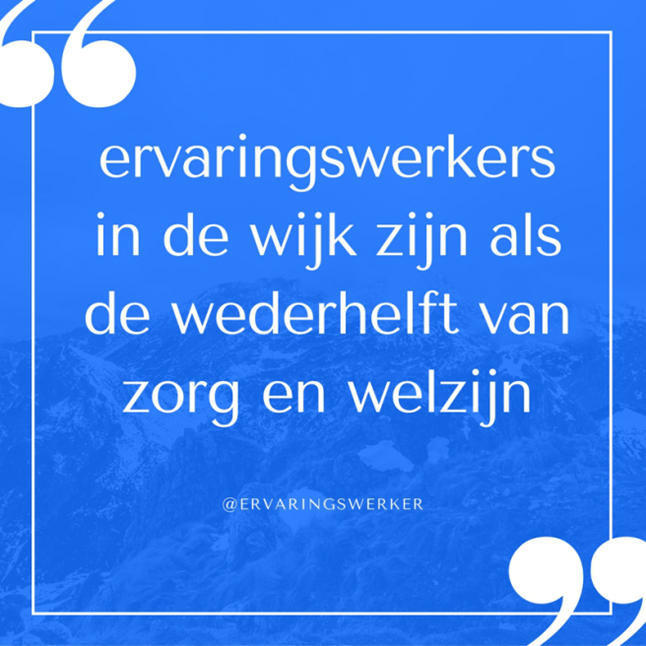 ervaringswerkers
in de wijk zijn als
de wederhelft van
zorg en welzijn
@ERVARINGSWERKER